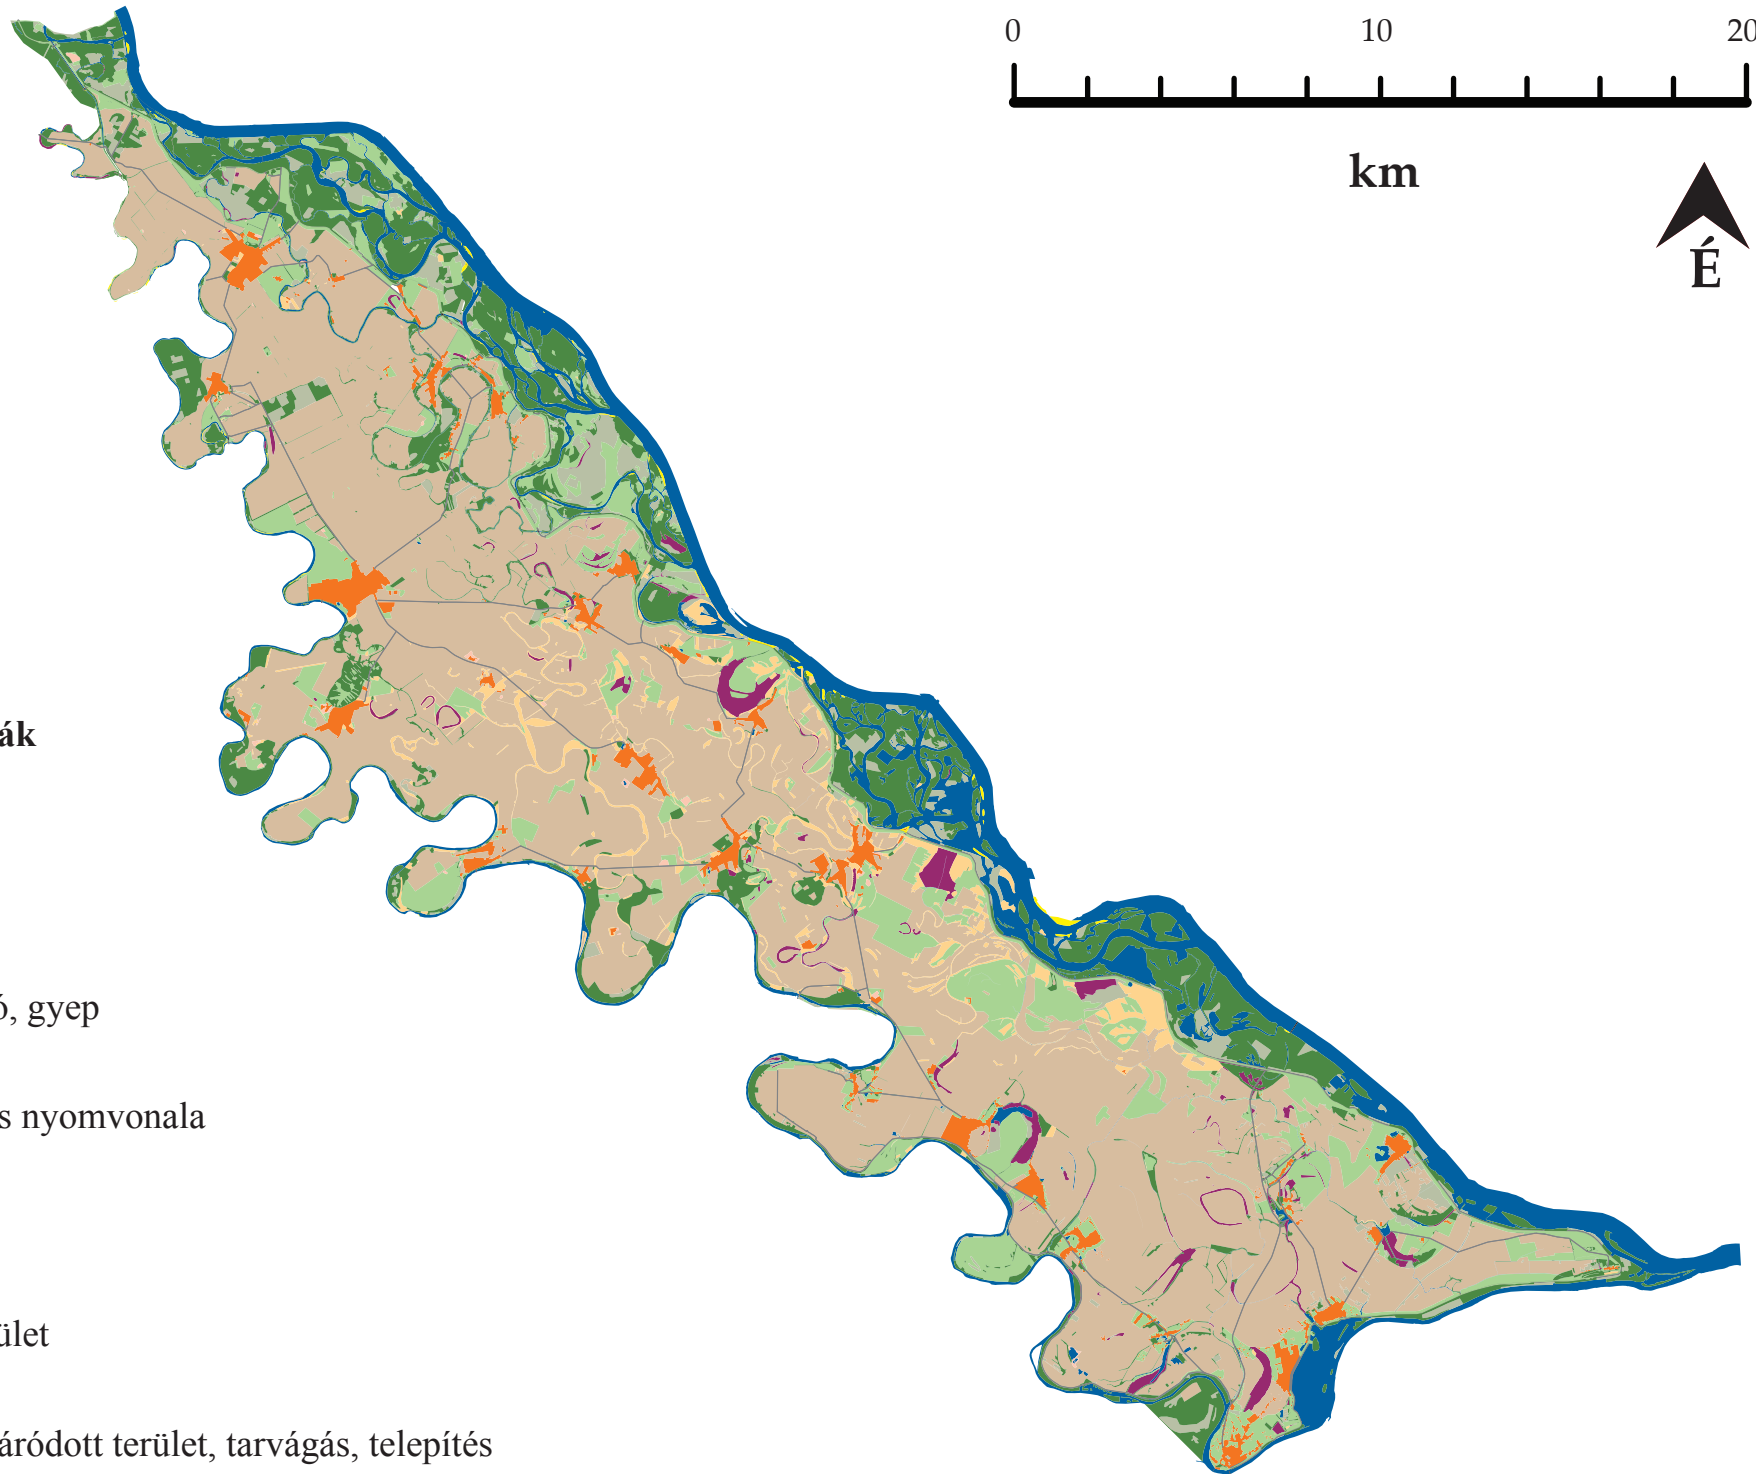 0 10 20
km
É
ák
ó, gyep
s nyomvonala
ület
áródott terület, tarvágás, telepítés